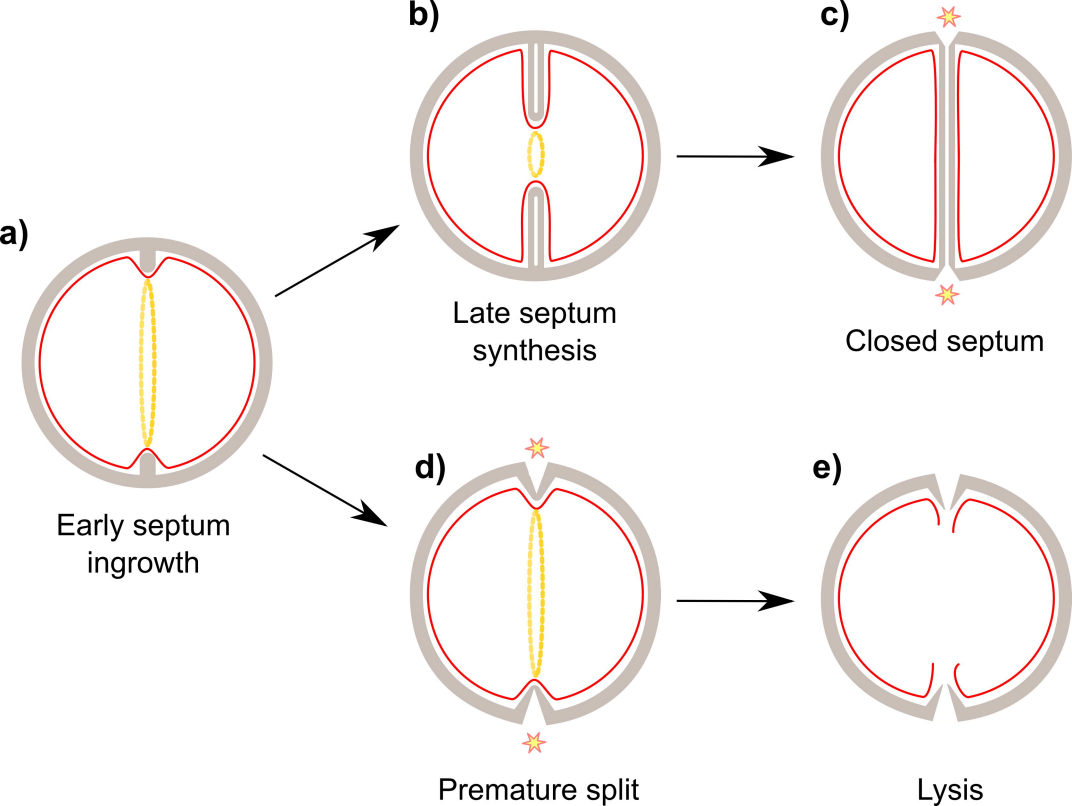 a)
Early septum
ingrowth
b)
Late septum
synthesis
c)
Closed septum
d)
Premature split
e)
Lysis